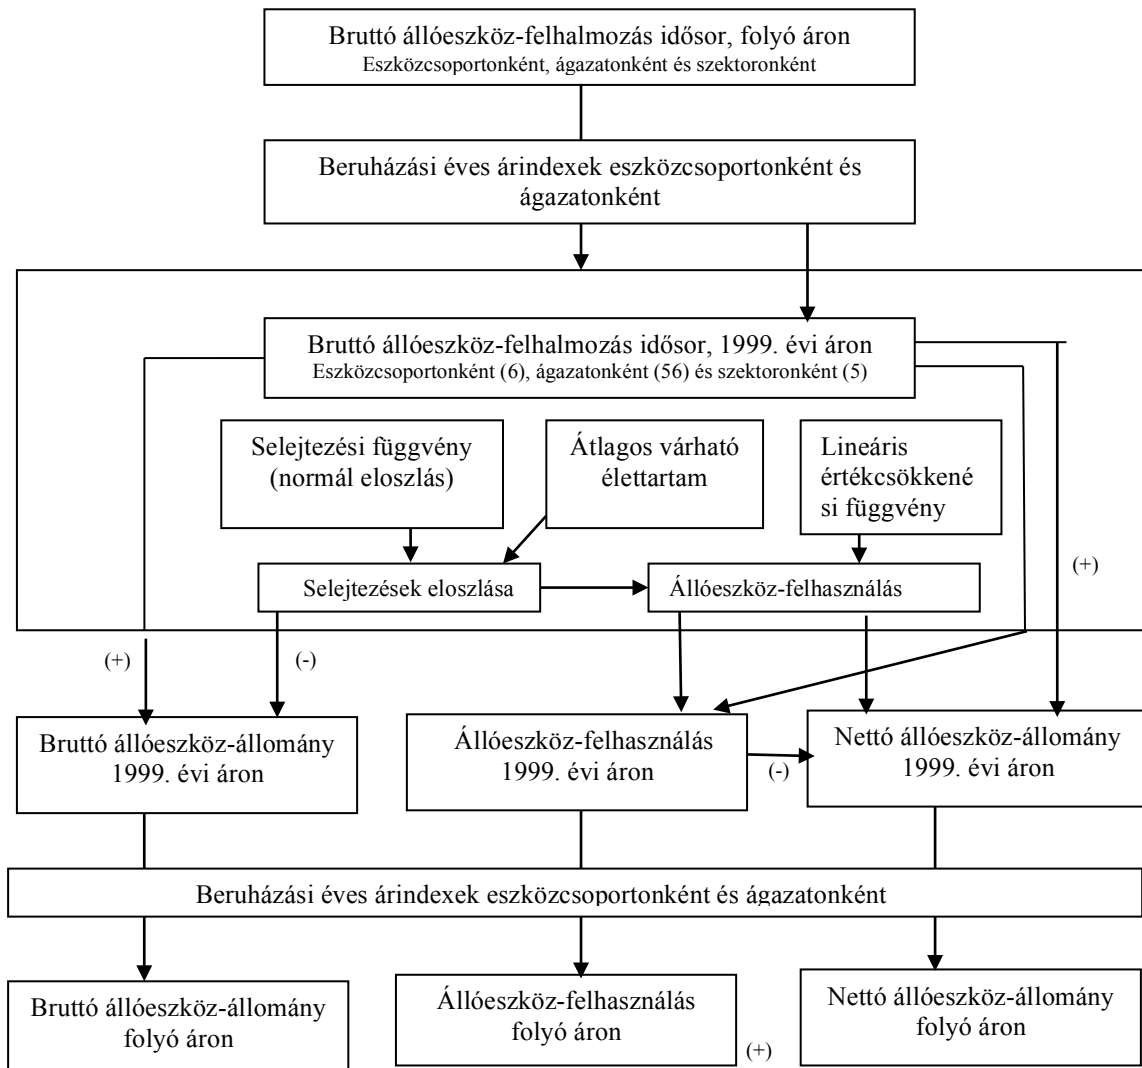 Bruttó állóeszköz-felhalmozás idősor, folyó áron
Eszközcsoportonként, ágazatonként és szektoronként
Beruházási éves árindexek eszközcsoportonként és
ágazatonként
Bruttó állóeszköz-felhalmozás idősor, 1999. évi áron
Eszközcsoportonként (6), ágazatonként (56) és szektoronként (5)
Selejtezési függvény
(normál eloszlás)
Átlagos várható
élettartam
Lineáris
értékcsökkené
si függvény
(+)
Selejtezések eloszlása
Állóeszköz-felhasználás
(+)
(-)
Bruttó állóeszköz-állomány
1999. évi áron
Állóeszköz-felhasználás
1999. évi áron
(-)
Nettó állóeszköz-állomány
1999. évi áron
Beruházási éves árindexek eszközcsoportonként és ágazatonként
Bruttó állóeszköz-állomány
folyó áron
Állóeszköz-felhasználás
folyó áron
(+)
Nettó állóeszköz-állomány
folyó áron